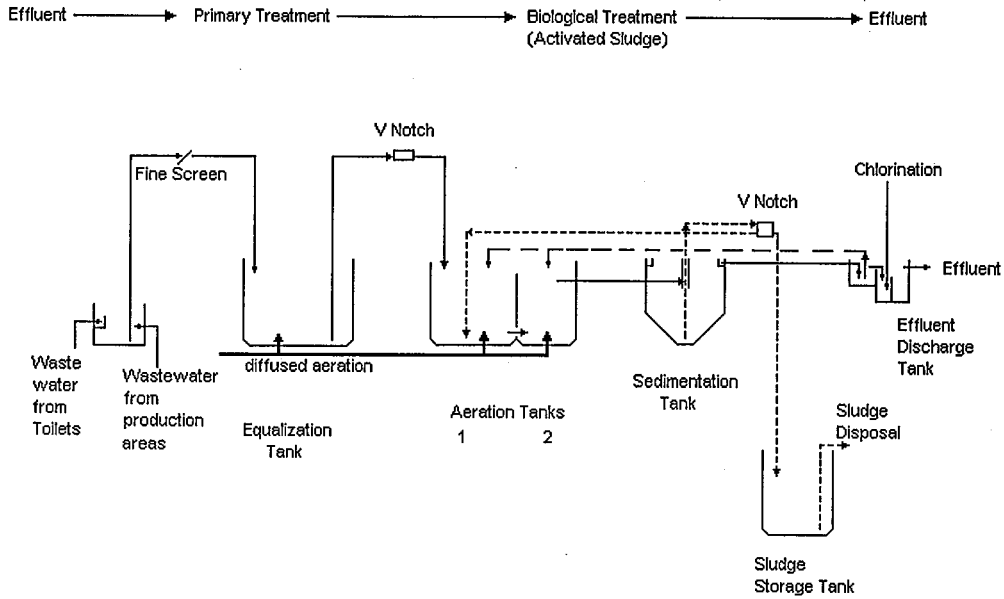 Effluent
Primary Treatment
Biological Treatment
(Activated Sludge)
Effluent
V Notch
Fine Screen
Chlorination
V Notch
Effluent
Effluent
Discharge
Tank
Waste
water
from
Toilets
Wastewater
from
production
areas
diffused aeration
Equalization
Tank
Aeration Tanks
1 2
Sedimentation
Tank
Sludge
Disposal
Sludge
Storage Tank